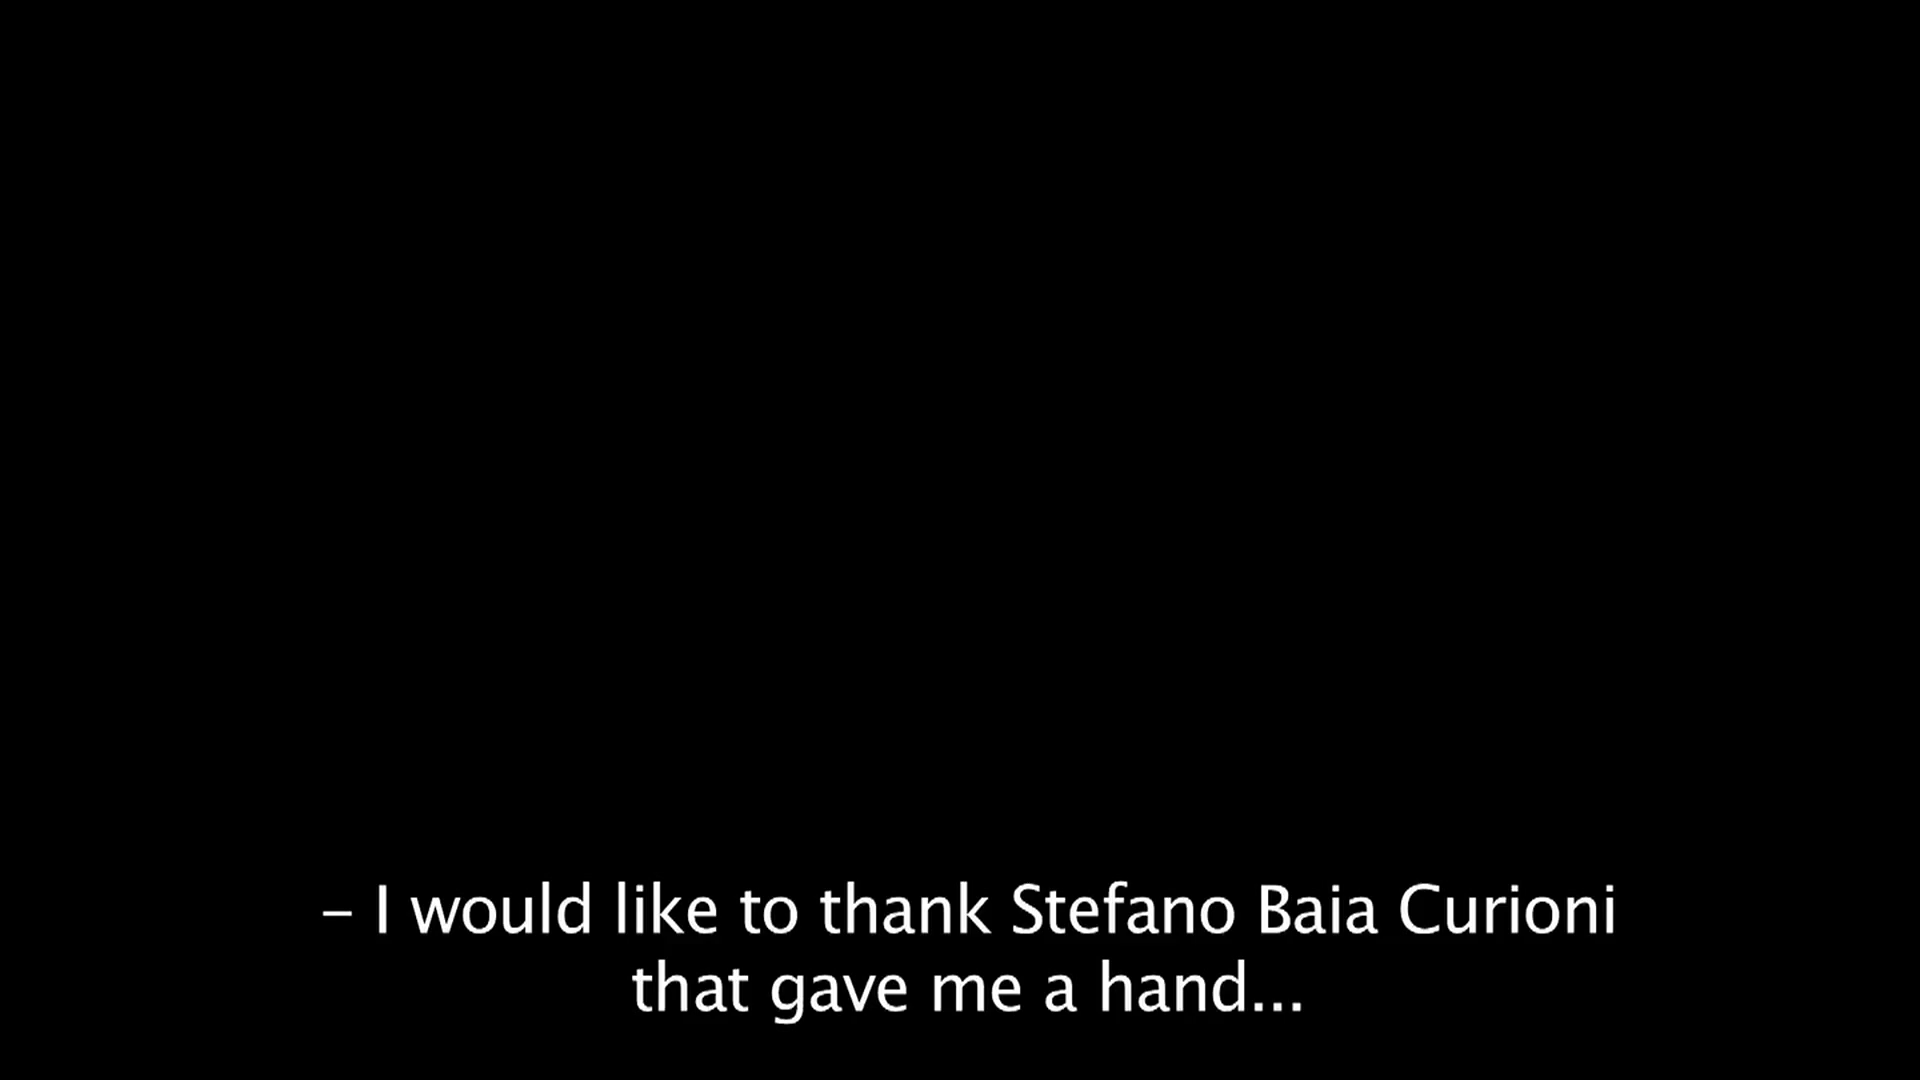 – I would like to thank Stefano Baia Curioni
that gave me a hand...